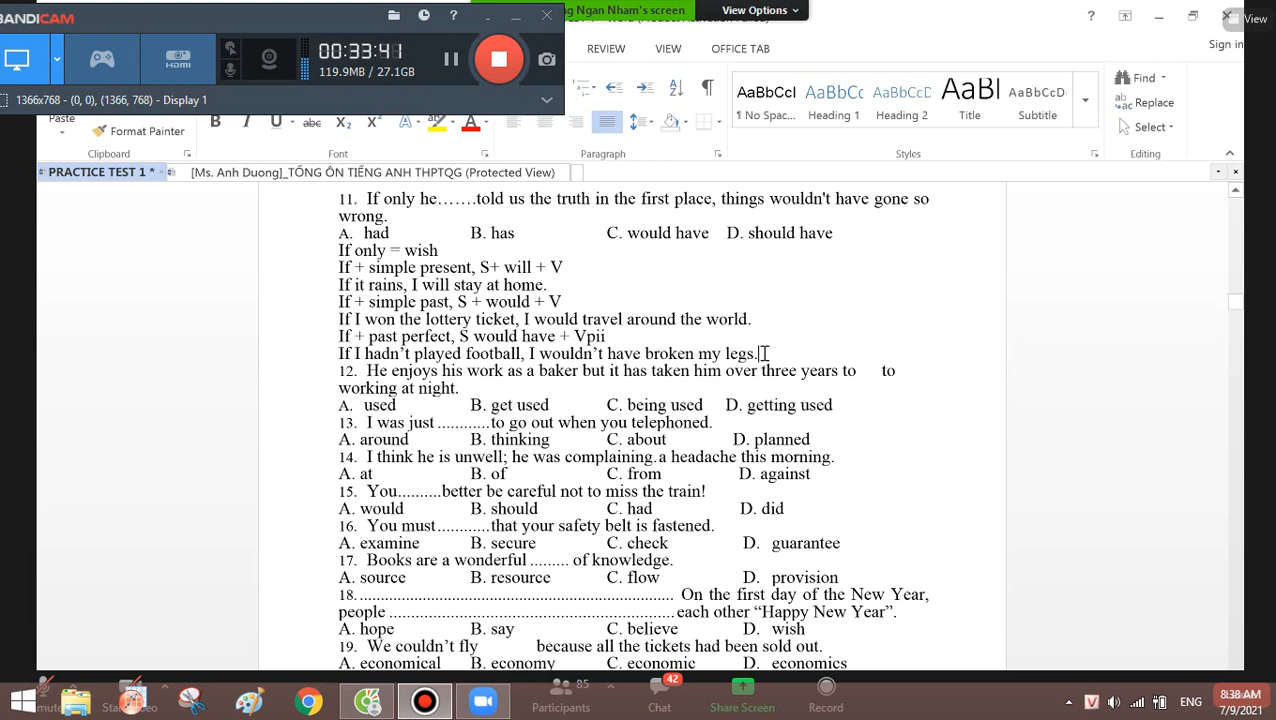 BANDICAM
ng Ngan Nham's screen View Options
View
00:33:41
119.9MB / 27.1GB
HDMI
1366x768 - (0, 0), (1366, 768) - Display 1
REVIEW VIEW OFFICE TAB
Sign in
Paste
Format Painter
B I U abc X₂ X² A A
AaBbCcI AaBbCc AaBbCcD AaBl AaBbCcD
¶ No Spac... Heading 1 Heading 2 Title Subtitle
Find
Replace
Select
Clipboard Font Paragraph Styles Editing
PRACTICE TEST 1 * [Ms. Anh Duong]_TỔNG ÔN TIẾNG ANH THPTQG (Protected View)
11. If only he…….told us the truth in the first place, things wouldn't have gone so
wrong.
A. had B. has C. would have D. should have
If only = wish
If + simple present, S+ will + V
If it rains, I will stay at home.
If + simple past, S + would + V
If I won the lottery ticket, I would travel around the world.
If + past perfect, S would have + Vpii
If I hadn't played football, I wouldn't have broken my legs.
12. He enjoys his work as a baker but it has taken him over three years to to
working at night.
A. used B. get used C. being used D. getting used
13. I was just ............to go out when you telephoned.
A. around B. thinking C. about D. planned
14. I think he is unwell; he was complaining. a headache this morning.
A. at B. of C. from D. against
15. You..........better be careful not to miss the train!
A. would B. should C. had D. did
16. You must ............that your safety belt is fastened.
A. examine B. secure C. check D. guarantee
17. Books are a wonderful ......... of knowledge.
A. source B. resource C. flow D. provision
18. ........................................................................ On the first day of the New Year,
people .................................................................. each other “Happy New Year”.
A. hope B. say C. believe D. wish
19. We couldn't fly because all the tickets had been sold out.
A. economical B. economy C. economic D. economics
85 42
Participants Chat Share Screen Record
V ENG 8:38 AM
7/9/2021